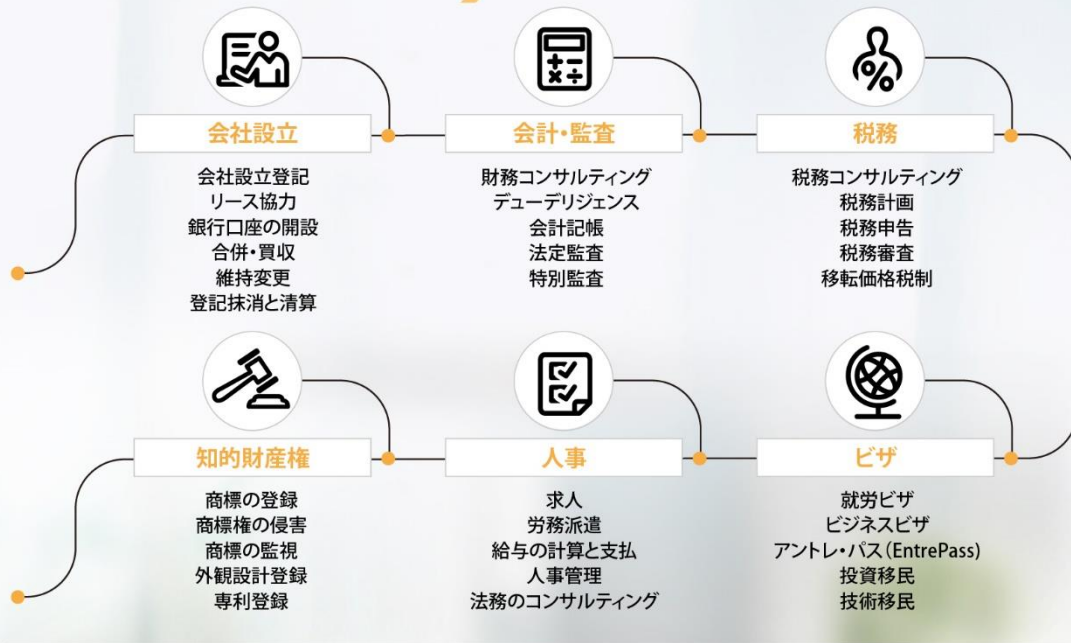 会社設立
会社設立登記
リース協力
銀行口座の開設
合併・買収
維持変更
登記抹消と清算
会計・監査
財務コンサルティング
デューデリジェンス
会計記帳
法定監査
特別監査
税務
税務コンサルティング
税務計画
税務申告
税務審査
移転価格税制
知的財産権
商標の登録
商標権の侵害
商標の監視
外観設計登録
専利登録
人事
求人
労務派遣
給与の計算と支払
人事管理
法務のコンサルティング
ビザ
就労ビザ
ビジネスビザ
アントレ・パス(EntrePass)
投資移民
技術移民